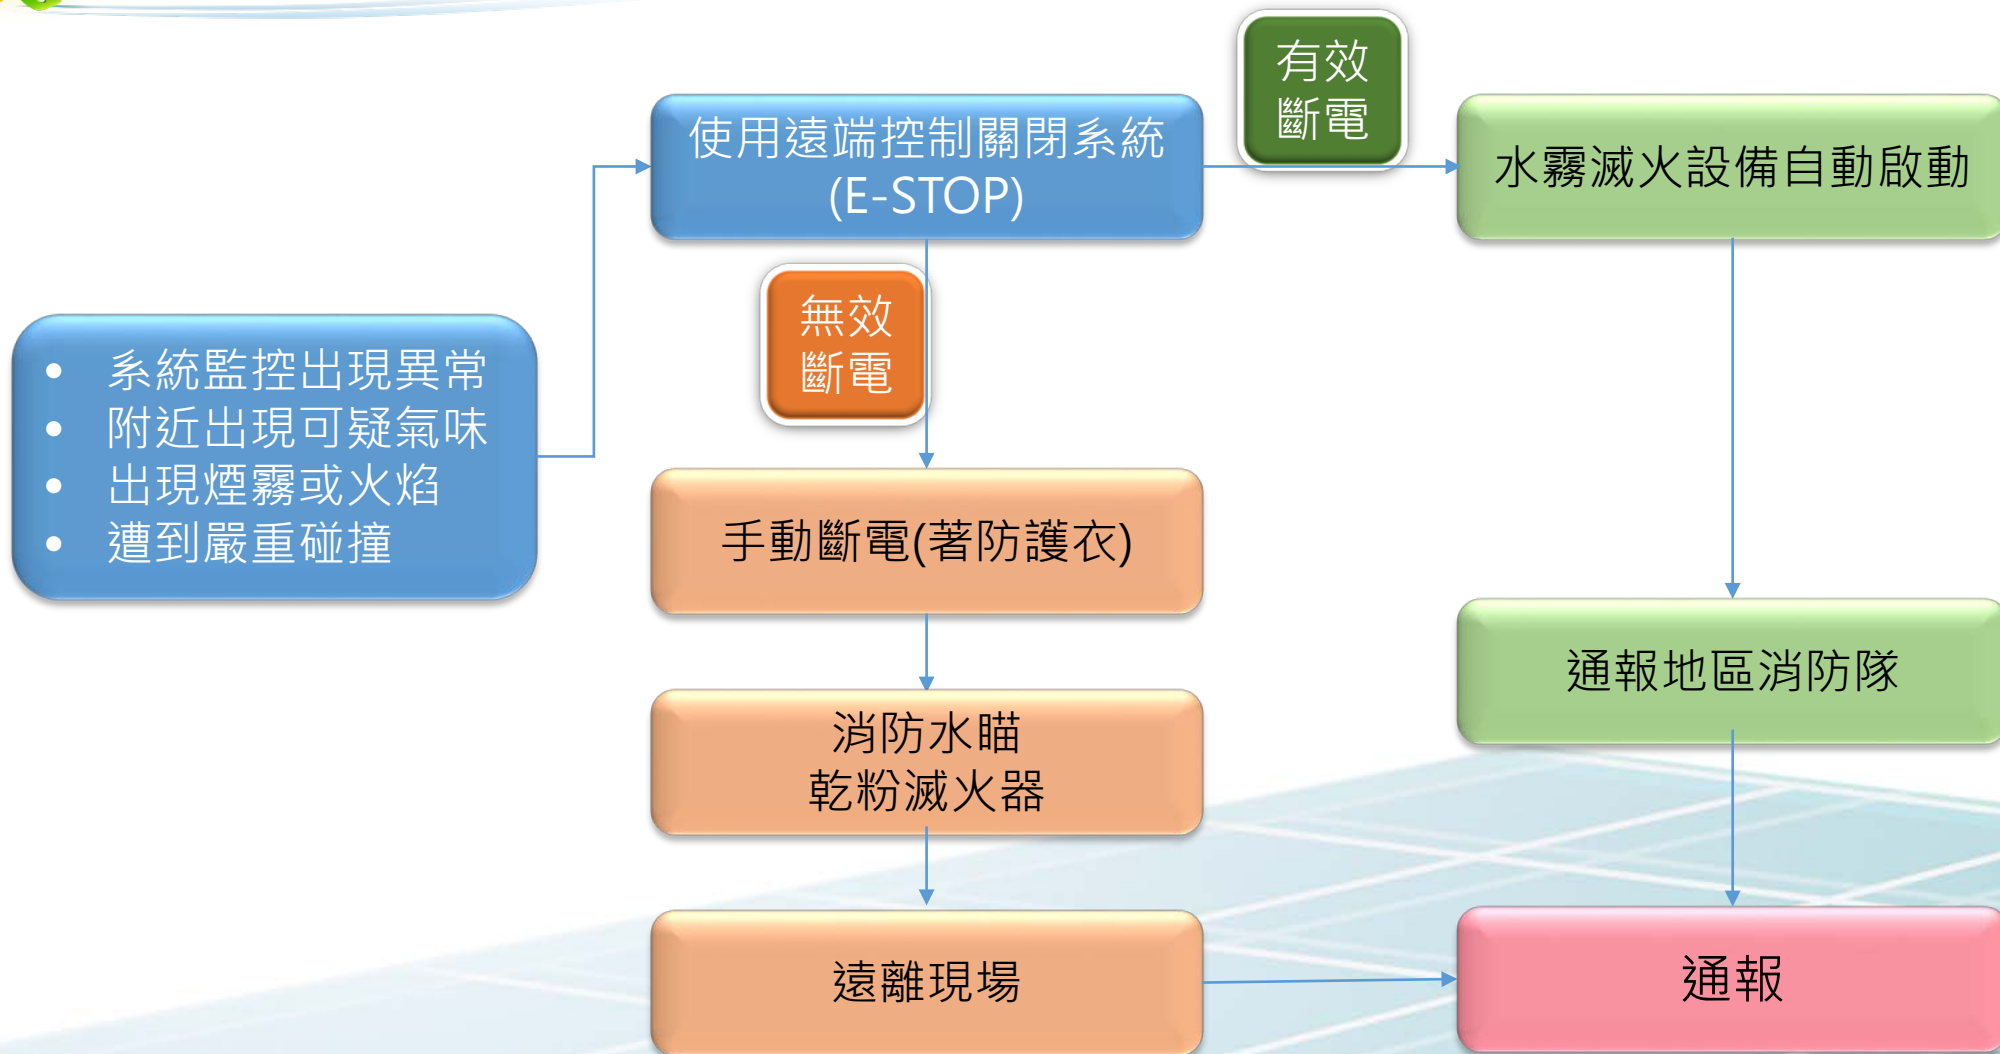 有效
斷電
使用遠端控制關閉系統
(E-STOP)
水霧滅火設備自動啟動
無效
斷電
• 系統監控出現異常
• 附近出現可疑氣味
• 出現煙霧或火焰
• 遭到嚴重碰撞
手動斷電(著防護衣)
通報地區消防隊
消防水瞄
乾粉滅火器
遠離現場
通報